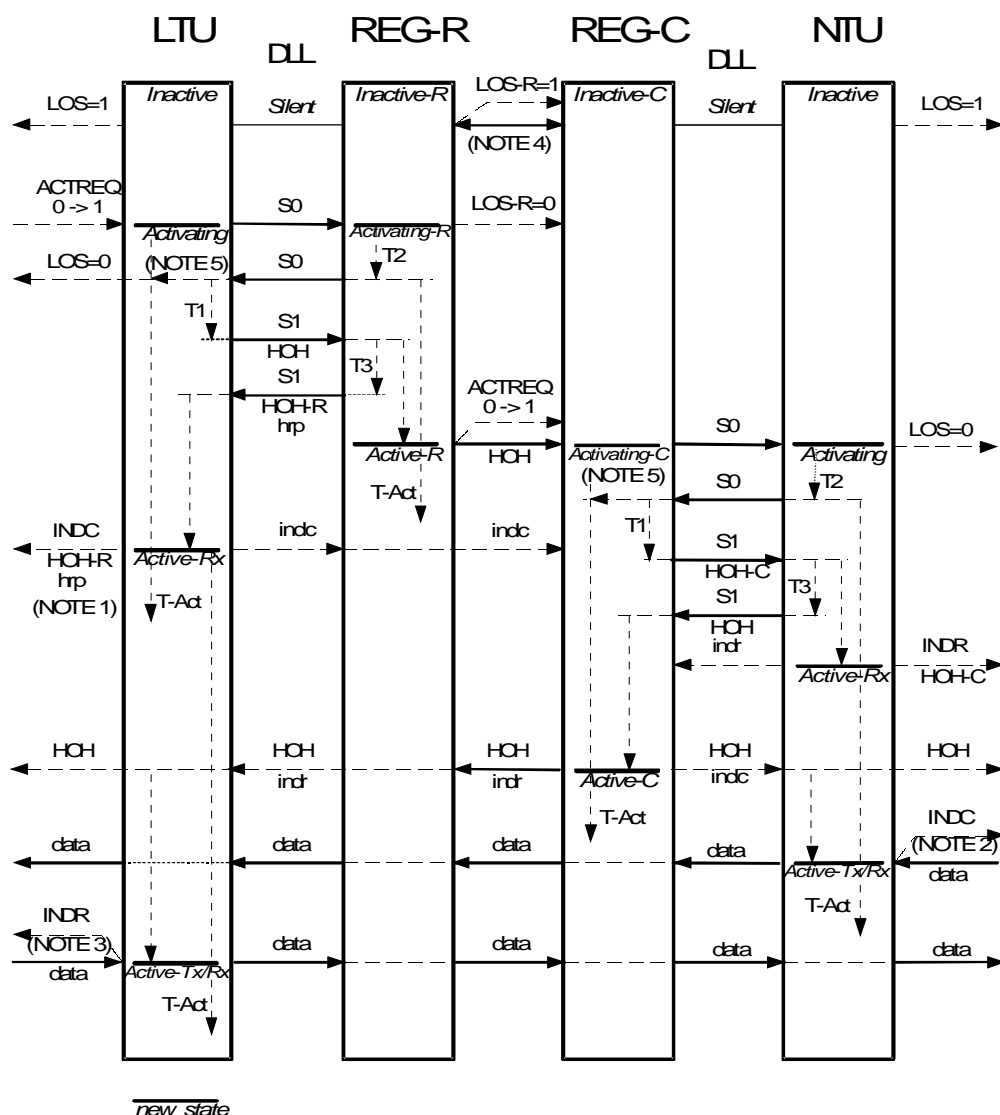 LTU DLL REG-R REG-C DLL NTU
Inactive Inactive-R LOS-R=1 Inactive-C Inactive
LOS=1 Silent Silent LOS=1
(NOTE 4)
ACTREQ
0 -> 1 S0 LOS-R=0
Activating Activating-R
(NOTE 5) T2
LOS=0 S0
T1 S1
HOH T3
S1 ACTREQ
HOH-R 0 -> 1
hrp S0 LOS=0
Active-R HOH Activating-C Activating
(NOTE 5) T2
T-Act S0
INDC indc indc T1
HOH-R Active-Rx S1
hrp HOH-C T3
(NOTE 1) T-Act S1
HOH
indr INDR
Active-Rx HOH-C
HOH HOH HOH HOH HOH
indr indr Active-C indc
T-Act INDC
data data data data (NOTE 2)
Active-Tx/Rx data
INDR T-Act
(NOTE 3) data data data data
data Active-Tx/Rx
T-Act
new state